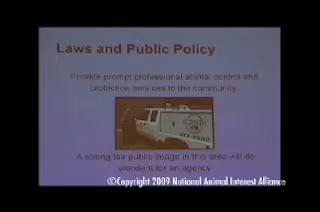 Laws and Public Policy
Provide prompt professional animal control and
protection services to the community.
A strong fair public image in this area will do
wonders for an agency
©Copyright 2009 National Animal Interest Alliance